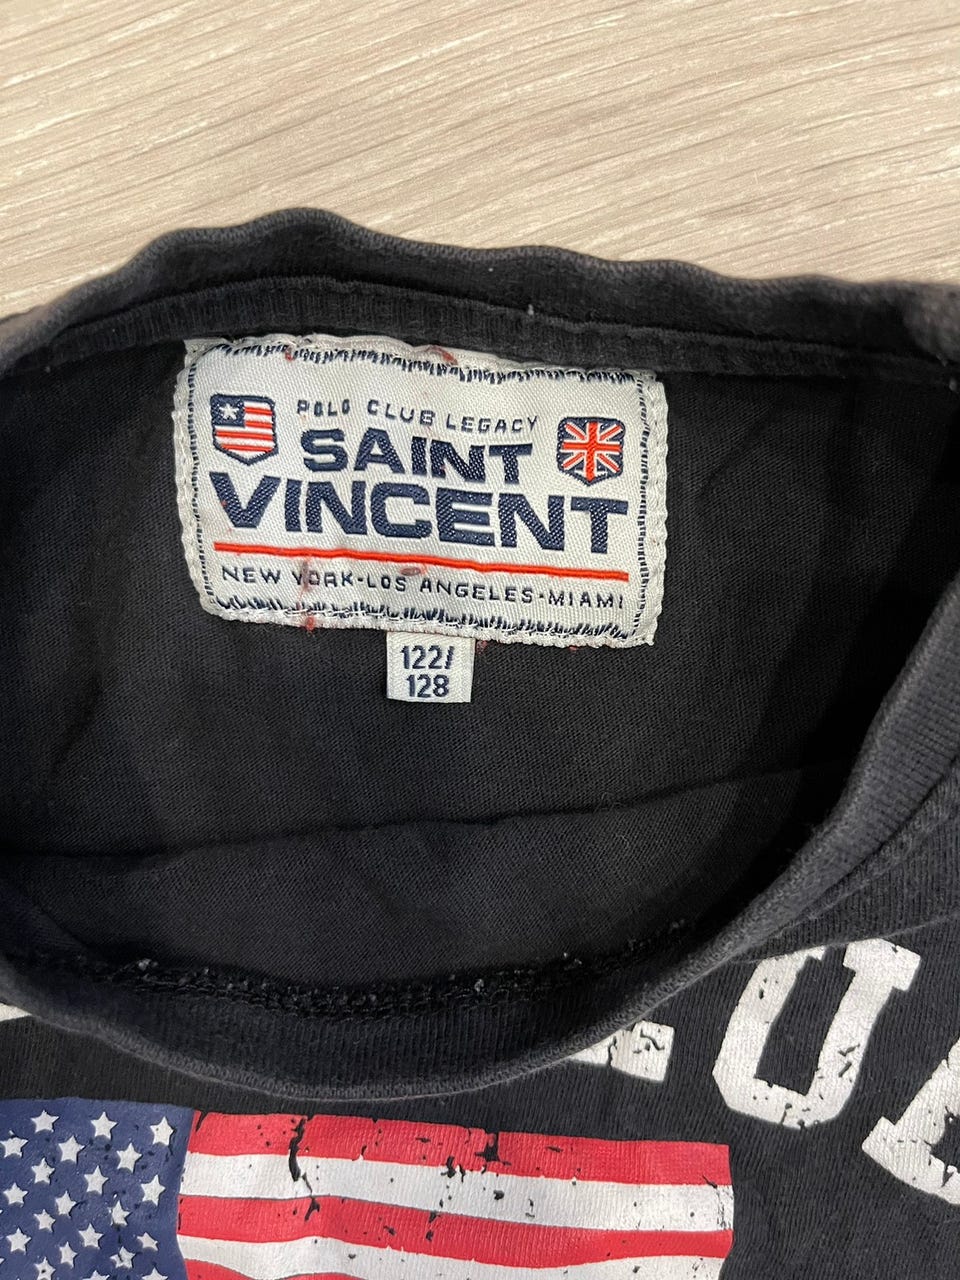 POLO CLUB LEGACY
SAINT
VINCENT
NEW YORK-LOS ANGELES-MIAMI
122/
128